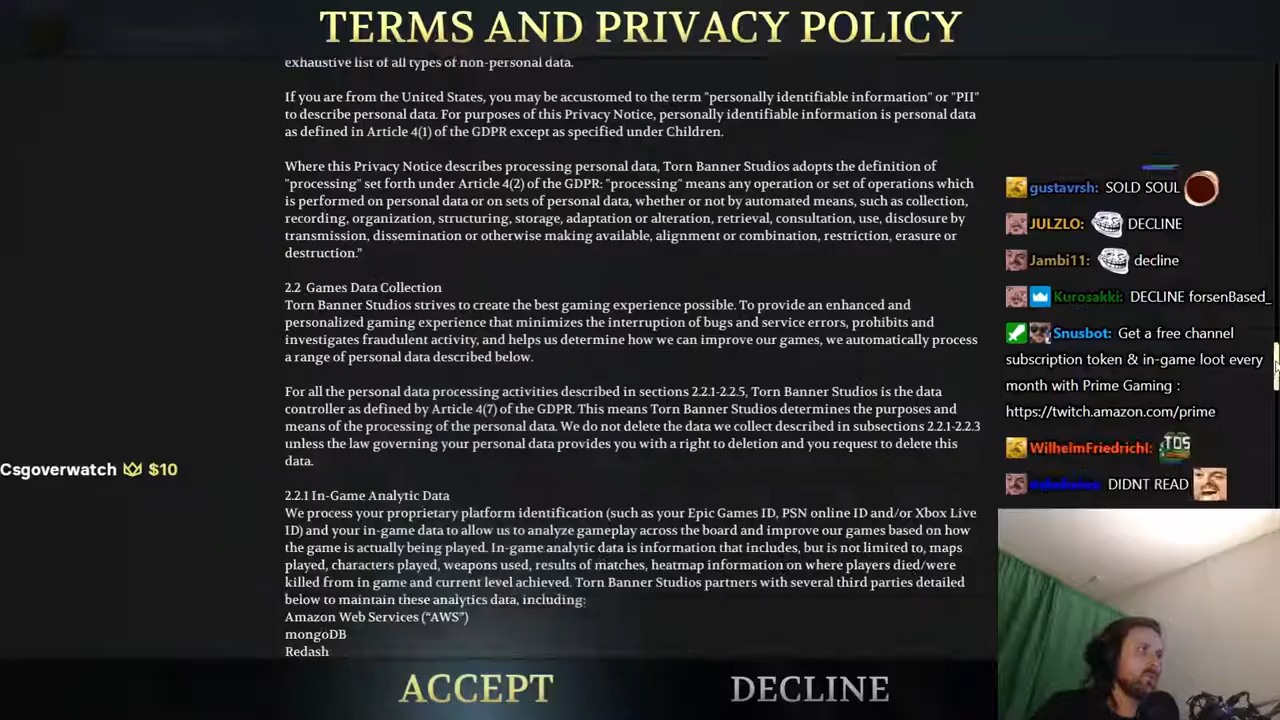 TERMS AND PRIVACY POLICY
exhaustive list of all types of non-personal data.
If you are from the United States, you may be accustomed to the term "personally identifiable information" or "PII"
to describe personal data. For purposes of this Privacy Notice, personally identifiable information is personal data
as defined in Article 4(1) of the GDPR except as specified under Children.
Where this Privacy Notice describes processing personal data, Torn Banner Studios adopts the definition of
"processing" set forth under Article 4(2) of the GDPR: "processing" means any operation or set of operations which
is performed on personal data or on sets of personal data, whether or not by automated means, such as collection,
recording, organization, structuring, storage, adaptation or alteration, retrieval, consultation, use, disclosure by
transmission, dissemination or otherwise making available, alignment or combination, restriction, erasure or
destruction.”
2.2 Games Data Collection
Torn Banner Studios strives to create the best gaming experience possible. To provide an enhanced and
personalized gaming experience that minimizes the interruption of bugs and service errors, prohibits and
investigates fraudulent activity, and helps us determine how we can improve our games, we automatically process
a range of personal data described below.
For all the personal data processing activities described in sections 2.2.1-2.2.5, Torn Banner Studios is the data
controller as defined by Article 4(7) of the GDPR. This means Torn Banner Studios determines the purposes and
means of the processing of the personal data. We do not delete the data we collect described in subsections 2.2.1-2.2.3
unless the law governing your personal data provides you with a right to deletion and you request to delete this
data.
2.2.1 In-Game Analytic Data
We process your proprietary platform identification (such as your Epic Games ID, PSN online ID and/or Xbox Live
ID) and your in-game data to allow us to analyze gameplay across the board and improve our games based on how
the game is actually being played. In-game analytic data is information that includes, but is not limited to, maps
played, characters played, weapons used, results of matches, heatmap information on where players died/were
killed from in game and current level achieved. Torn Banner Studios partners with several third parties detailed
below to maintain these analytics data, including:
Amazon Web Services (“AWS”)
mongoDB
Redash
ACCEPT
DECLINE
Csgoverwatch $10
gustavrsh: SOLD SOUL
JULZLO: DECLINE
Jambi11: decline
Kurosakki: DECLINE forsenBased_
Snusbot: Get a free channel
subscription token & in-game loot every
month with Prime Gaming :
https://twitch.amazon.com/prime
WilhelmFriedrichI: TOS
DIDNT READ